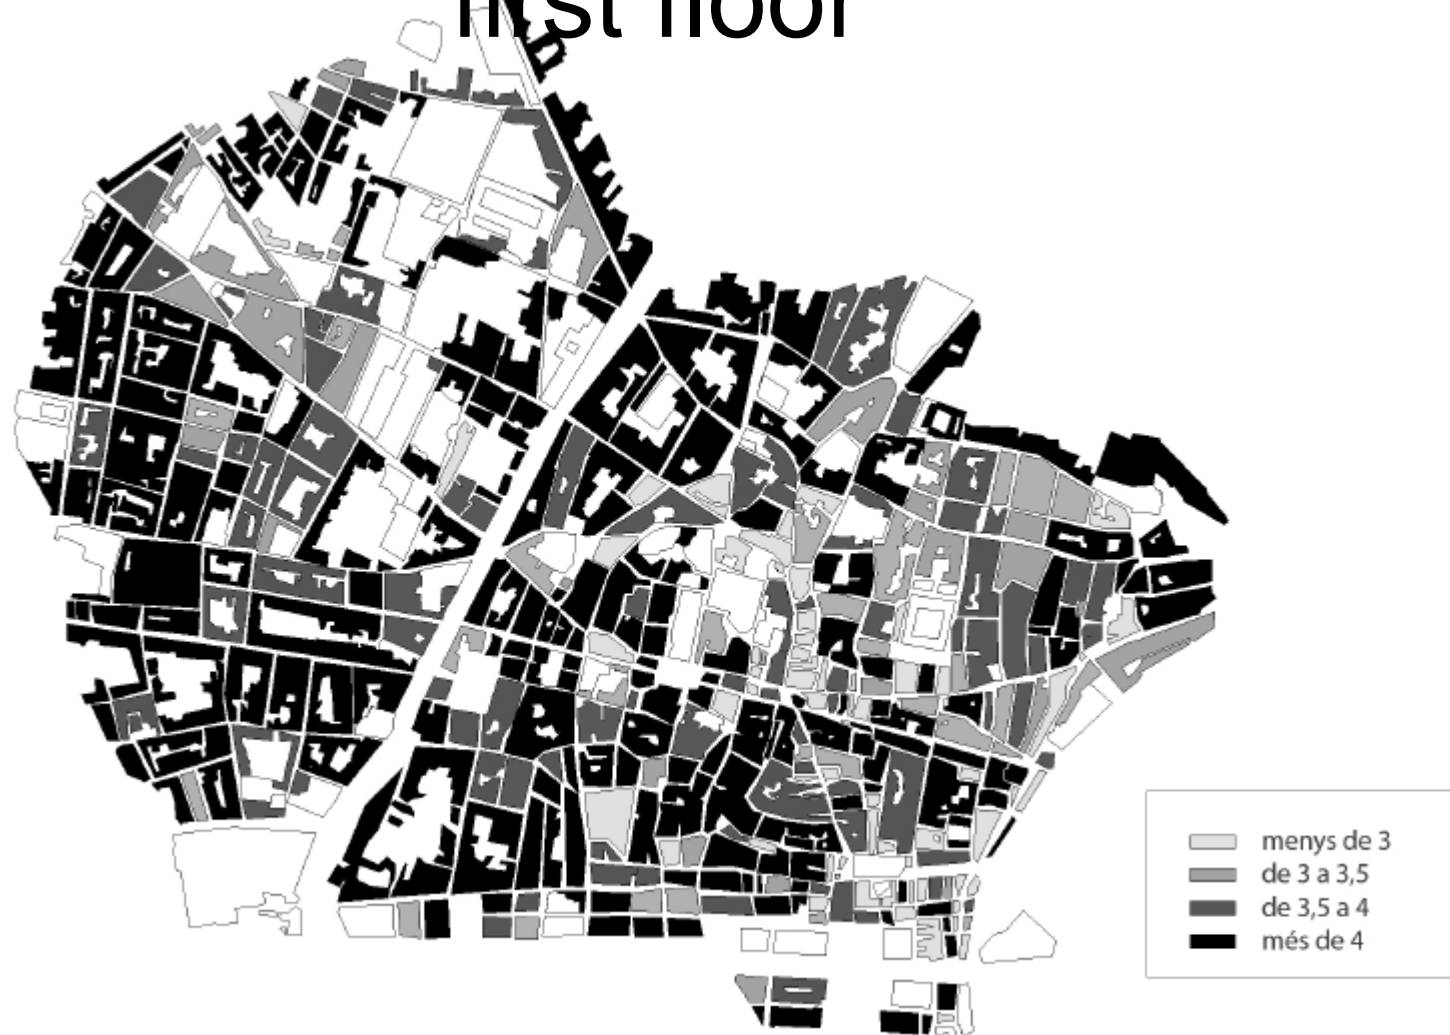 first floor
menys de 3
de 3 a 3,5
de 3,5 a 4
més de 4